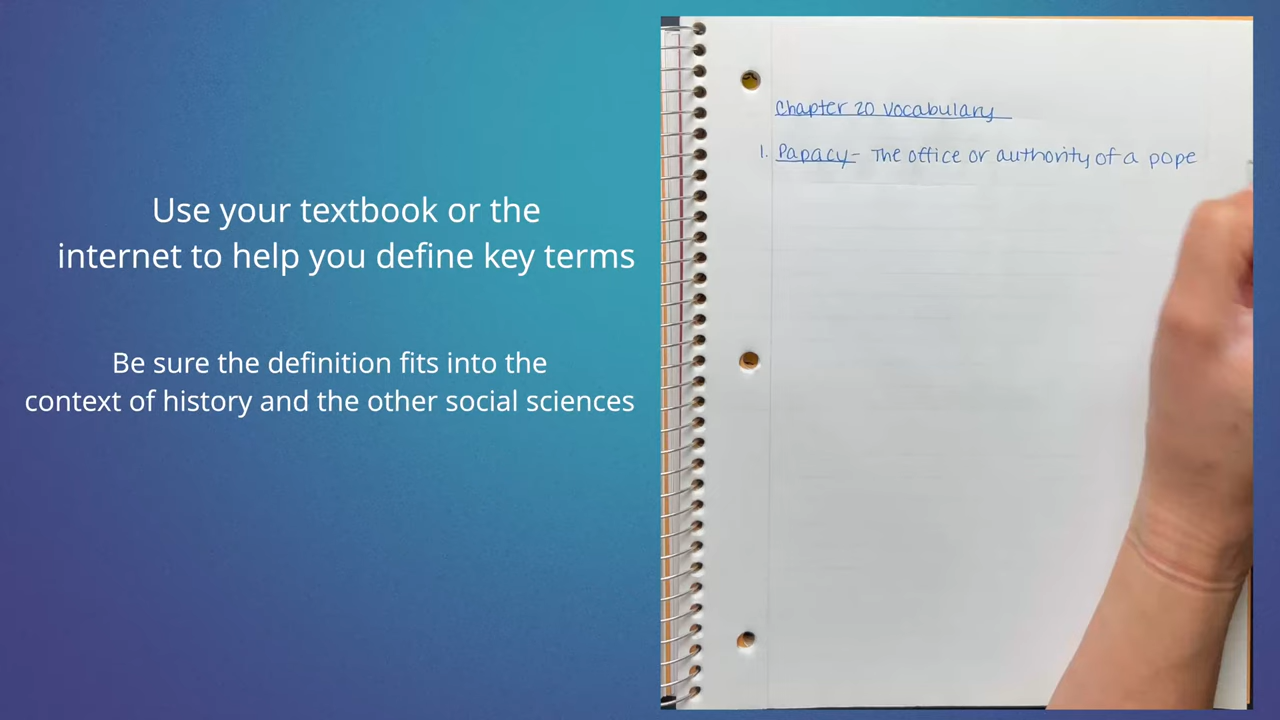 Use your textbook or the
internet to help you define key terms
Be sure the definition fits into the
context of history and the other social sciences
Chapter 20 Vocabulary
1. Papacy- The office or authority of a pope